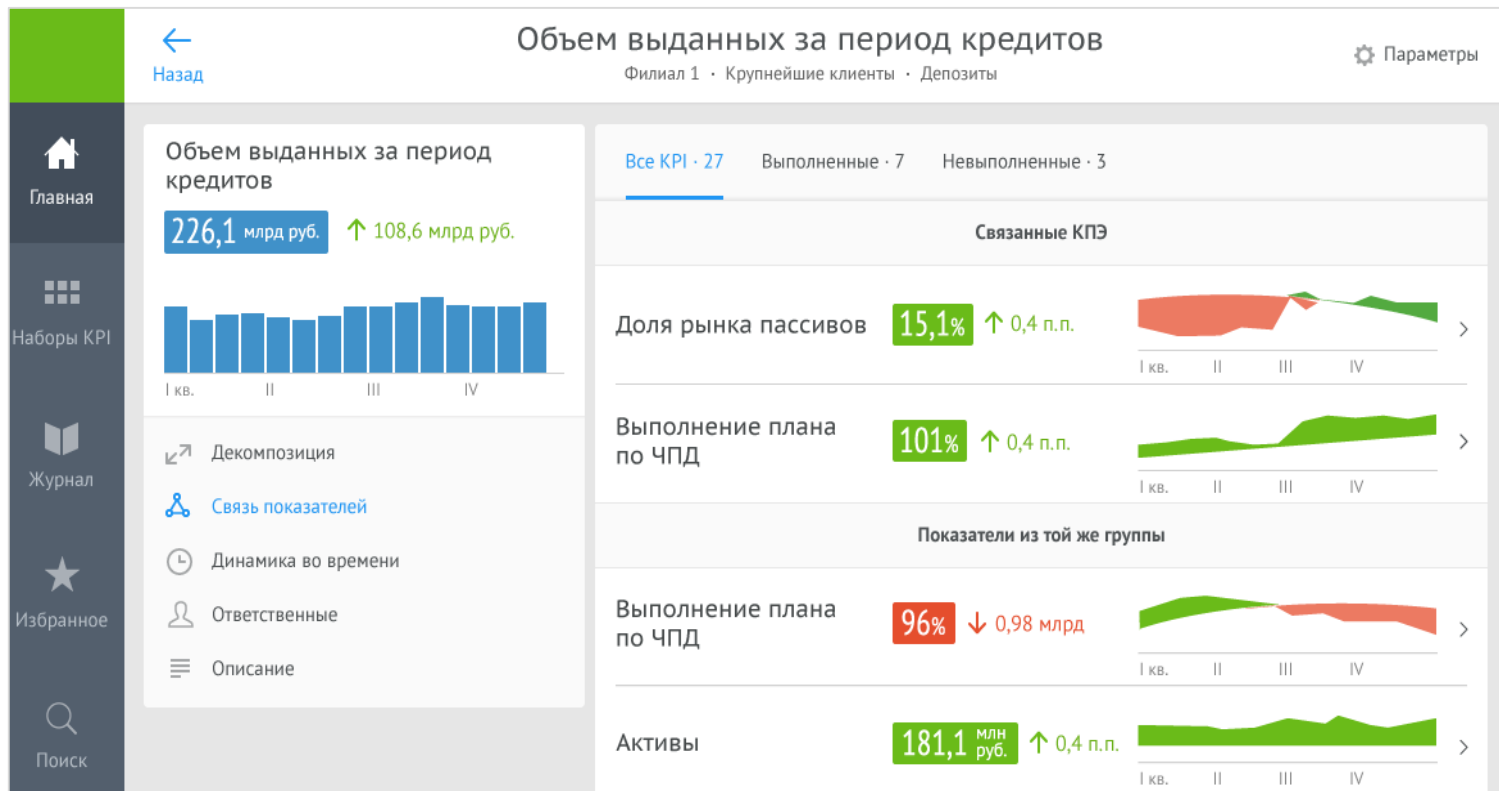 Назад
Объем выданных за период кредитов
Филиал 1 · Крупнейшие клиенты · Депозиты
Параметры
Главная
Наборы KPI
Журнал
Избранное
Поиск
Объем выданных за период
кредитов
226,1 млрд руб. ↑ 108,6 млрд руб.
I кв. II III IV
Декомпозиция
Связь показателей
Динамика во времени
Ответственные
Описание
Все KPI · 27 Выполненные · 7 Невыполненные · 3
Связанные КПЭ
Доля рынка пассивов 15,1% ↑ 0,4 п.п.
I кв. II III IV
Выполнение плана
по ЧПД
101% ↑ 0,4 п.п.
I кв. II III IV
Показатели из той же группы
Выполнение плана
по ЧПД
96% ↓ 0,98 млрд
I кв. II III IV
Активы 181,1 млн руб. ↑ 0,4 п.п.
I кв. II III IV